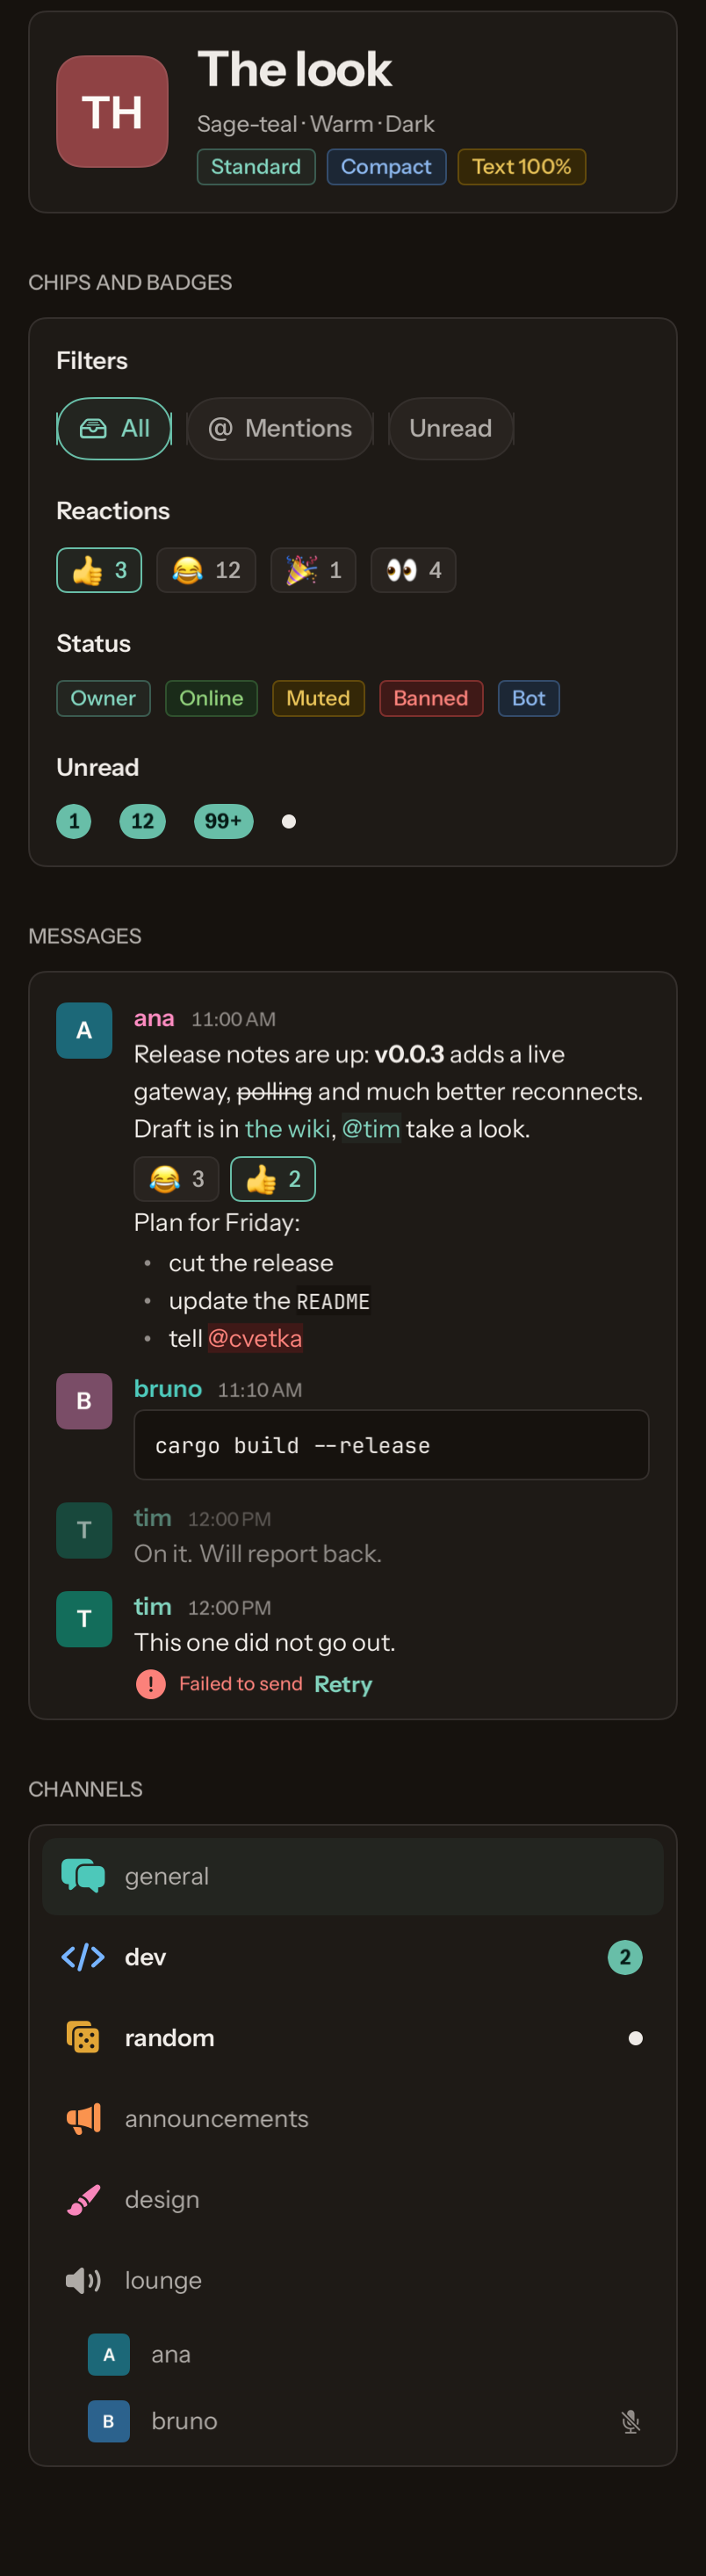 TH
The look
Sage-teal · Warm · Dark
Standard Compact Text 100%
CHIPS AND BADGES
Filters
All @ Mentions Unread
Reactions
👍 3 😂 12 🎉 1 👀 4
Status
Owner Online Muted Banned Bot
Unread
1 12 99+
MESSAGES
A
ana 11:00 AM
Release notes are up: v0.0.3 adds a live
gateway, polling and much better reconnects.
Draft is in the wiki, @tim take a look.
😂 3 👍 2
Plan for Friday:
• cut the release
• update the README
• tell @cvetka
B
bruno 11:10 AM
cargo build --release
T
tim 12:00 PM
On it. Will report back.
T
tim 12:00 PM
This one did not go out.
! Failed to send Retry
CHANNELS
general
</> dev 2
random
announcements
design
lounge
A ana
B bruno